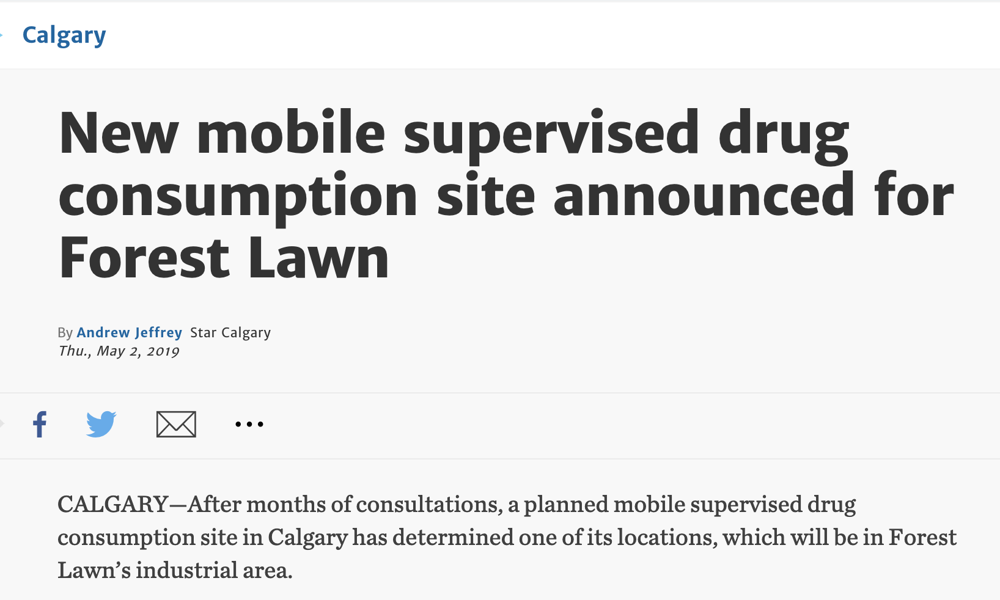 Calgary
New mobile supervised drug
consumption site announced for
Forest Lawn
By Andrew Jeffrey Star Calgary
Thu., May 2, 2019
CALGARY—After months of consultations, a planned mobile supervised drug
consumption site in Calgary has determined one of its locations, which will be in Forest
Lawn’s industrial area.